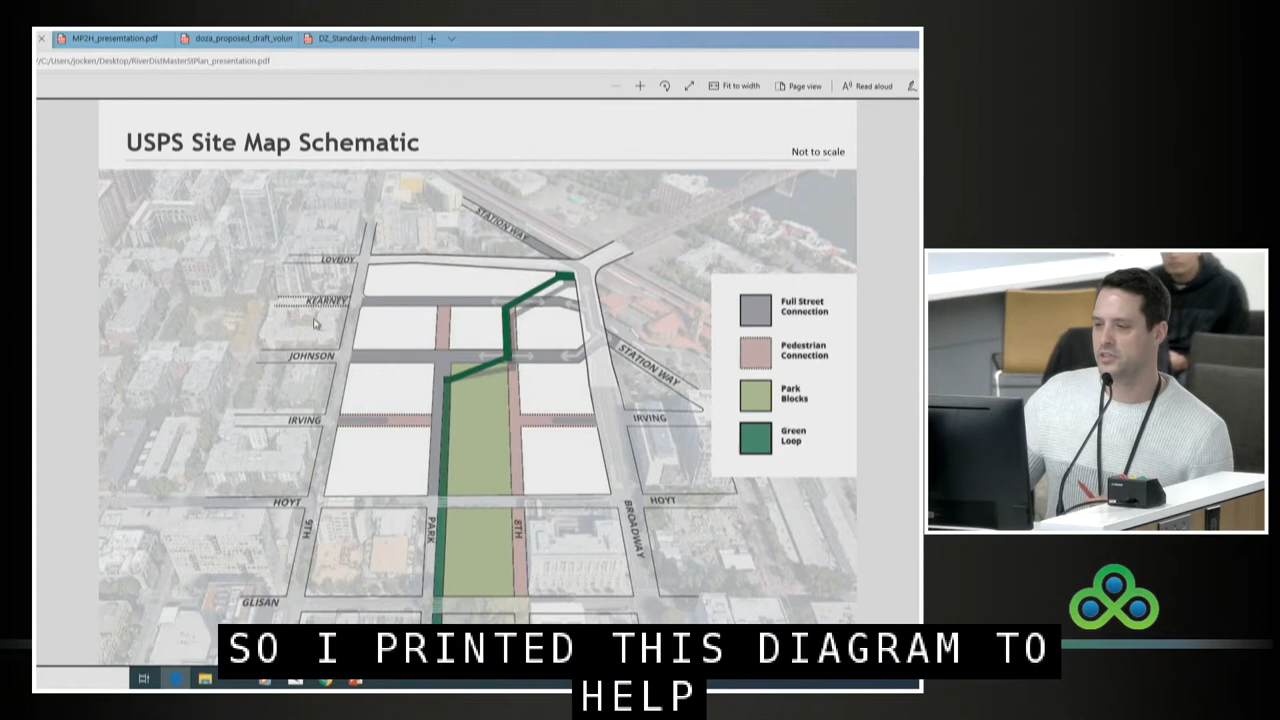 MP2H_presentation.pdf
doza_proposed_draft_volum
DZ_Standards-Amendments
/C:/Users/jocken/Desktop/RiverDistMasterStPlan_presentation.pdf
Fit to width
Page view
Read aloud
USPS Site Map Schematic
Not to scale
STATION WAY
LOVEJOY
KEARNEY
JOHNSON
STATION WAY
IRVING
IRVING
HOYT
HOYT
9TH
PARK
8TH
BROADWAY
GLISAN
Full Street
Connection
Pedestrian
Connection
Park
Blocks
Green
Loop
SO I PRINTED THIS DIAGRAM TO
HELP